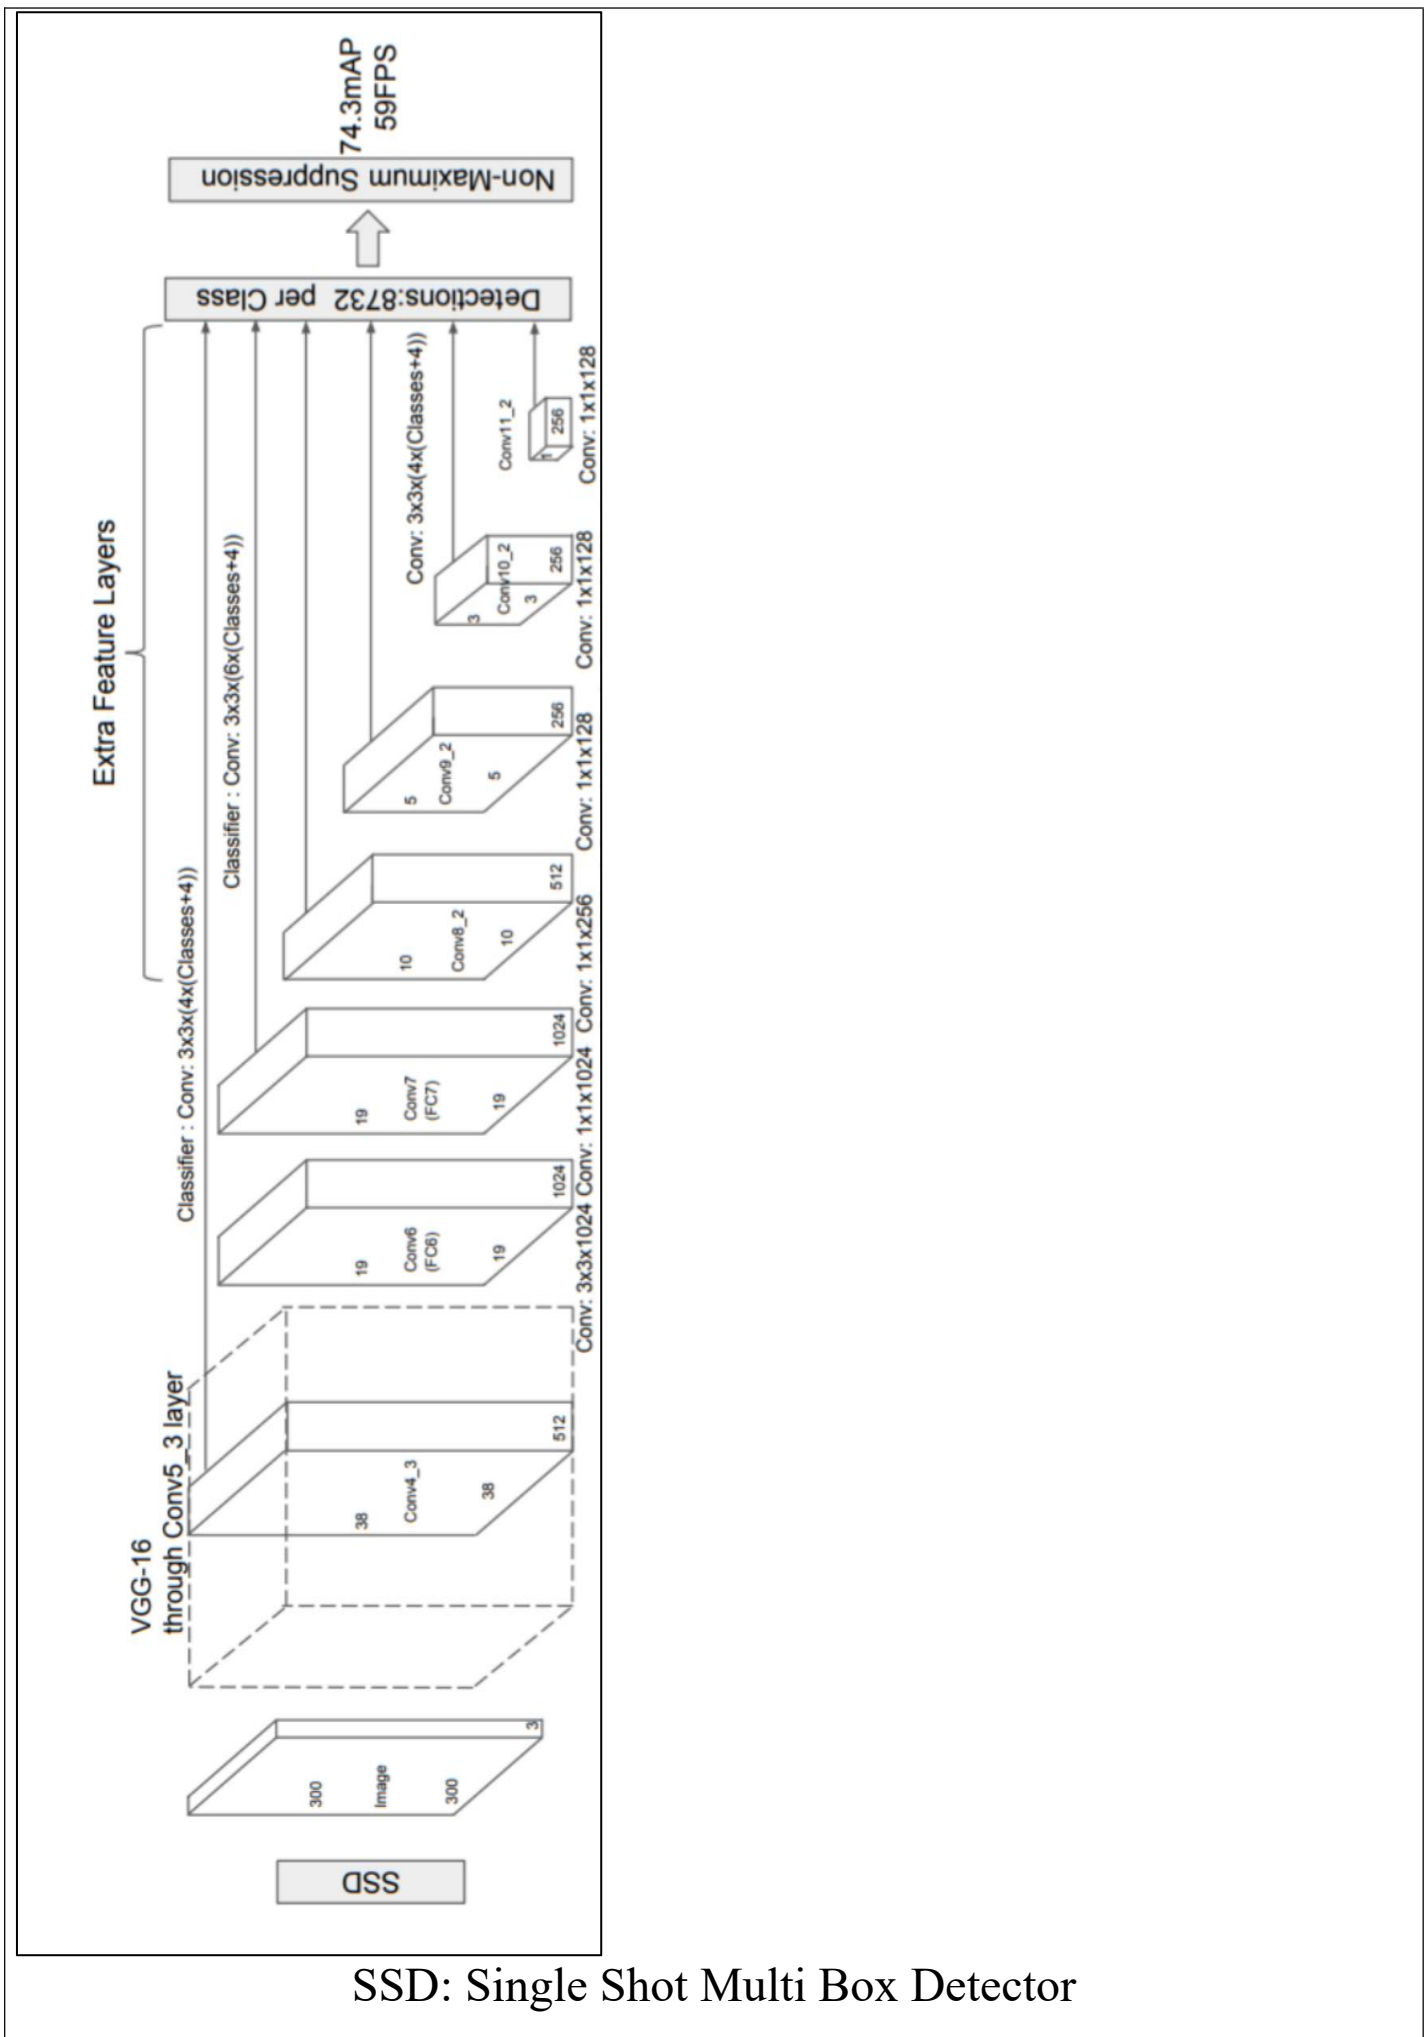 SSD
300
Image
300
3
VGG-16
through Conv5_3 layer
38
Conv4_3
38
512
Classifier : Conv: 3x3x(4x(Classes+4))
19
Conv6
(FC6)
19
1024
Conv: 3x3x1024
19
Conv7
(FC7)
19
1024
Conv: 1x1x1024
Classifier : Conv: 3x3x(6x(Classes+4))
Extra Feature Layers
10
Conv8_2
10
512
Conv: 1x1x256
5
Conv9_2
5
256
Conv: 1x1x128
3
Conv10_2
3
256
Conv: 1x1x128
Conv: 3x3x(4x(Classes+4))
Conv11_2
1
256
Conv: 1x1x128
Detections:8732 per Class
Non-Maximum Suppression
74.3mAP
59FPS
SSD: Single Shot Multi Box Detector